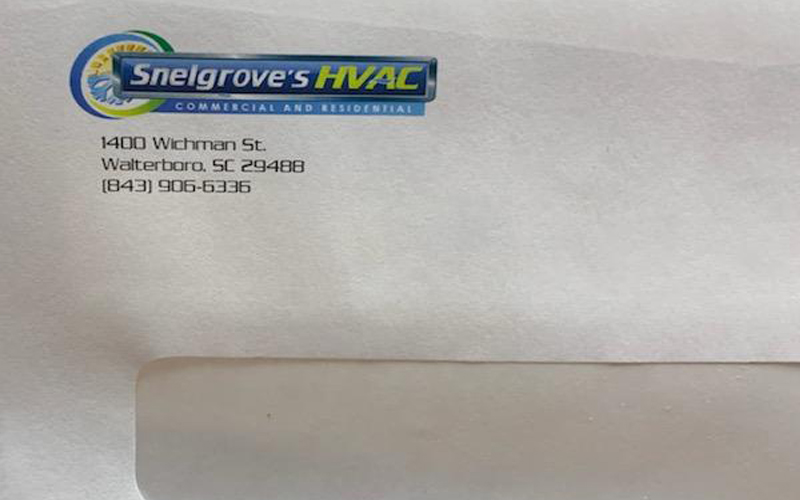 Snelgrove's HVAC
COMMERCIAL AND RESIDENTIAL
1400 Wichman St.
Walterboro, SC 29488
(843) 906-6336